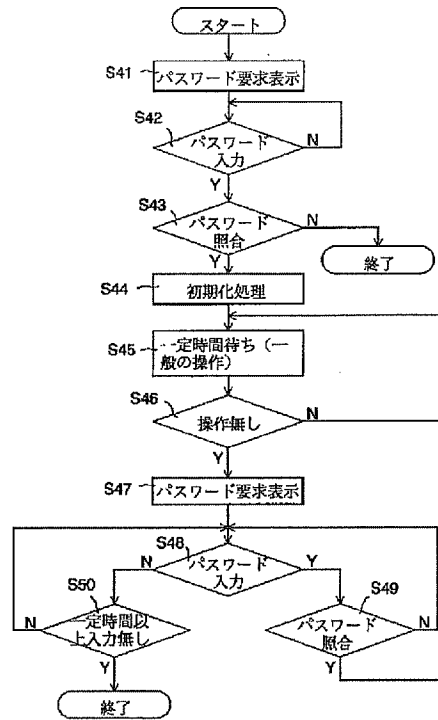 スタート
S41
パスワード要求表示
S42
パスワード
入力
N
Y
S43
パスワード
照合
N
Y
終了
S44
初期化処理
S45
一定時間待ち（一
般の操作）
S46
操作無し
N
Y
S47
パスワード要求表示
S48
N
パスワード
入力
Y
S50
一定時間以
上入力無し
N
Y
S49
パスワード
照合
N
Y
終了